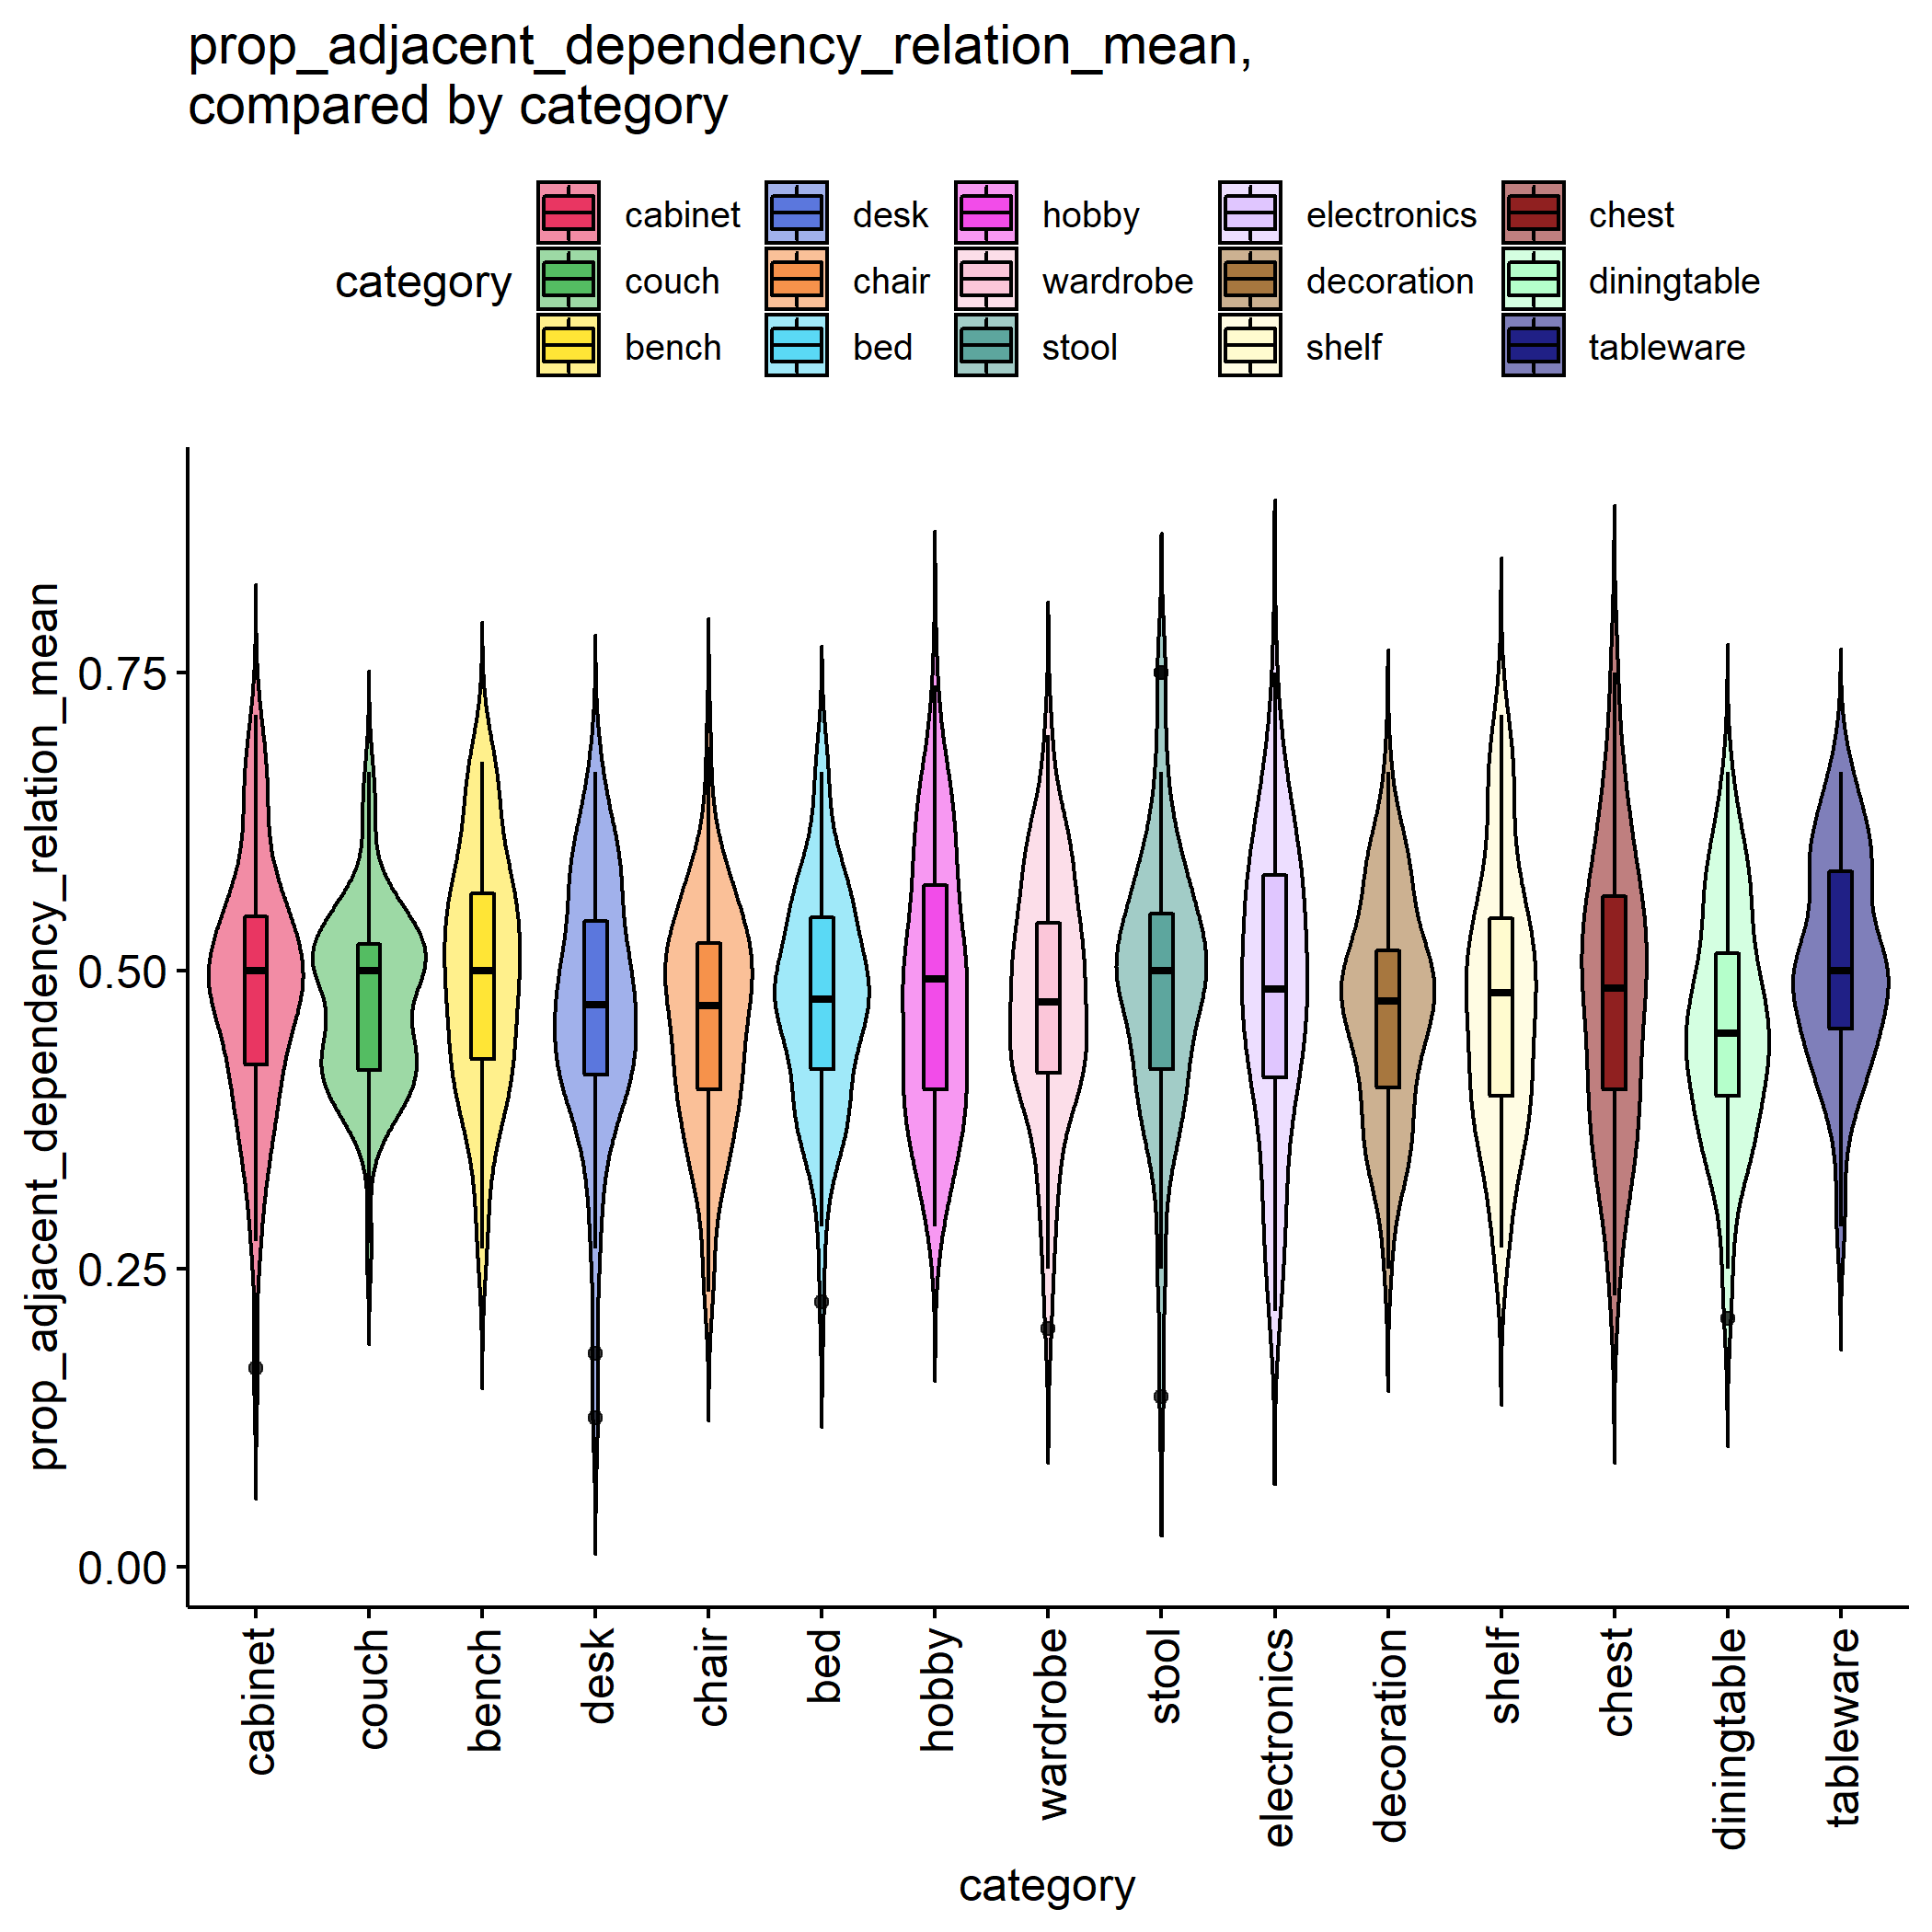 prop_adjacent_dependency_relation_mean,
compared by category
category
cabinet desk hobby electronics chest
couch chair wardrobe decoration diningtable
bench bed stool shelf tableware
prop_adjacent_dependency_relation_mean
0.75
0.50
0.25
0.00
cabinet couch bench desk chair bed hobby wardrobe stool electronics decoration shelf chest diningtable tableware
category